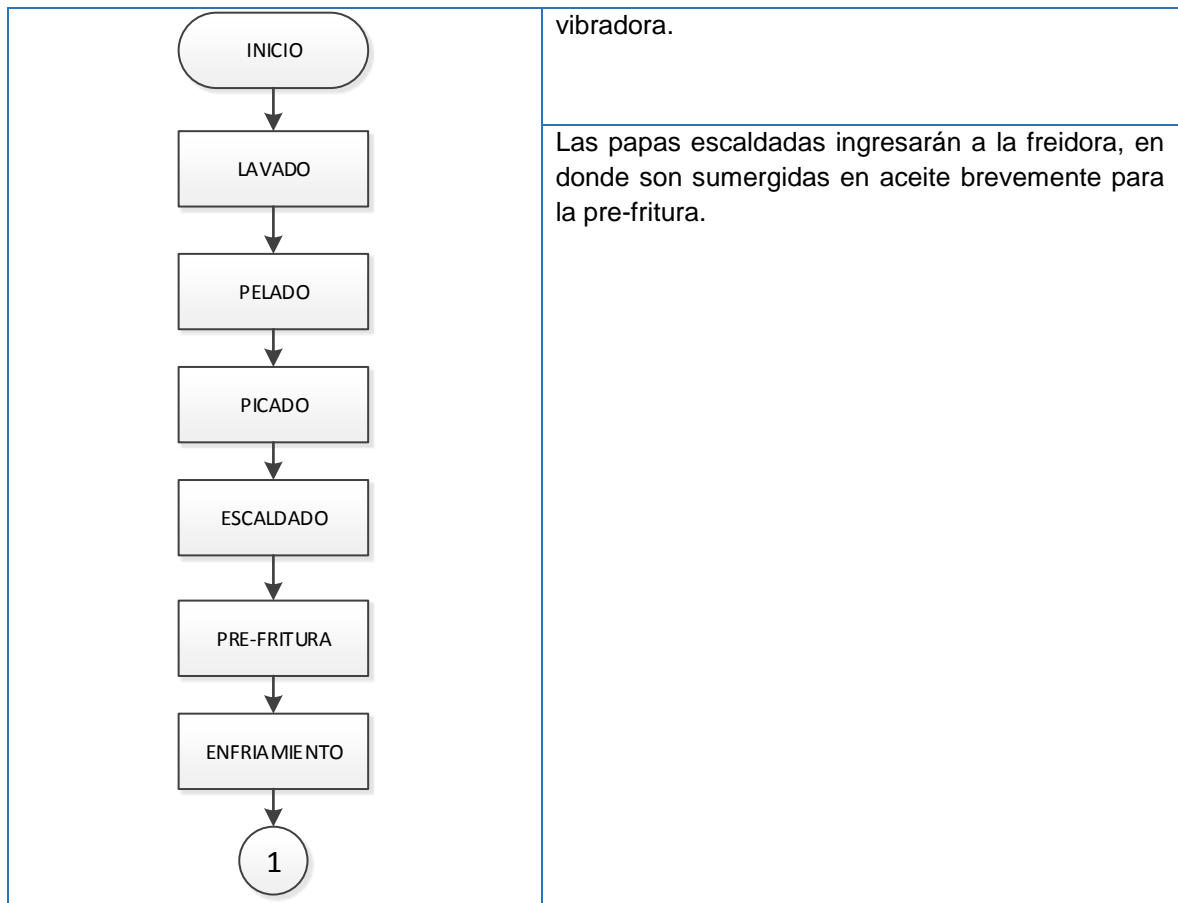 INICIO
LAVADO
PELADO
PICADO
ESCALDADO
PRE-FRITURA
ENFRIAMIENTO
1
vibradora.
Las papas escaldadas ingresarán a la freidora, en
donde son sumergidas en aceite brevemente para
la pre-fritura.